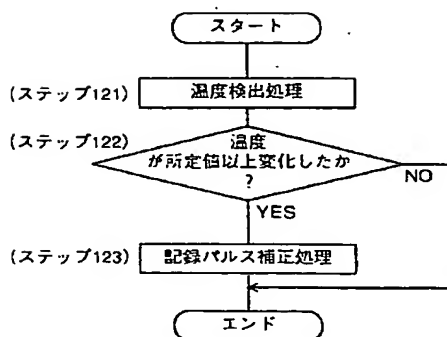 スタート
(ステップ121)
温度検出処理
(ステップ122)
温度
が所定値以上変化したか
?
NO
YES
(ステップ123)
記録パルス補正処理
エンド